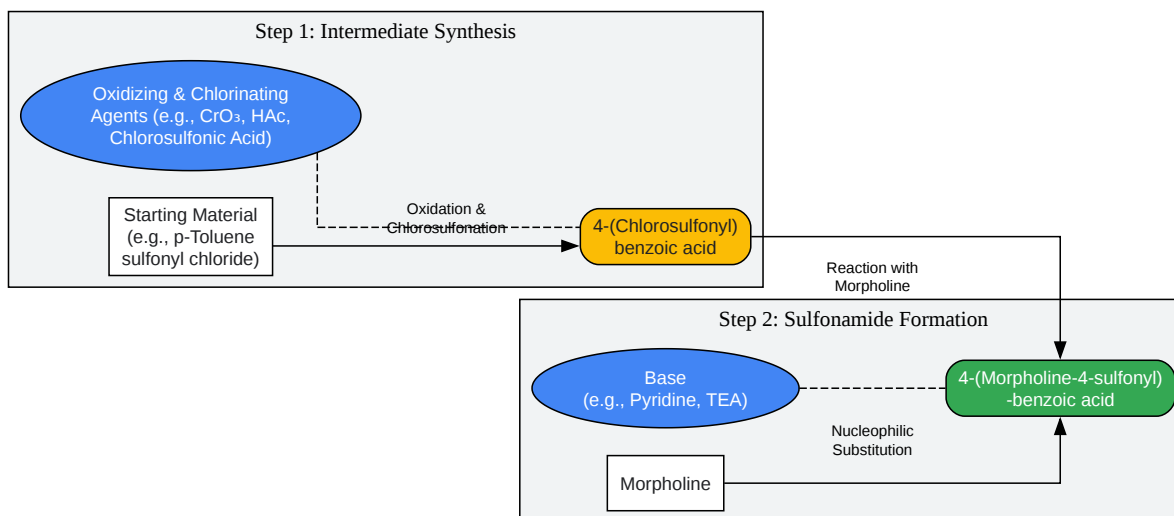 Step 1: Intermediate Synthesis
Oxidizing & Chlorinating
Agents (e.g., CrO₃, HAc,
Chlorosulfonic Acid)
Starting Material
(e.g., p-Toluene
sulfonyl chloride)
Oxidation &
Chlorosulfonation
4-(Chlorosulfonyl)
benzoic acid
Reaction with
Morpholine
Step 2: Sulfonamide Formation
Base
(e.g., Pyridine, TEA)
4-(Morpholine-4-sulfonyl)
-benzoic acid
Nucleophilic
Substitution
Morpholine